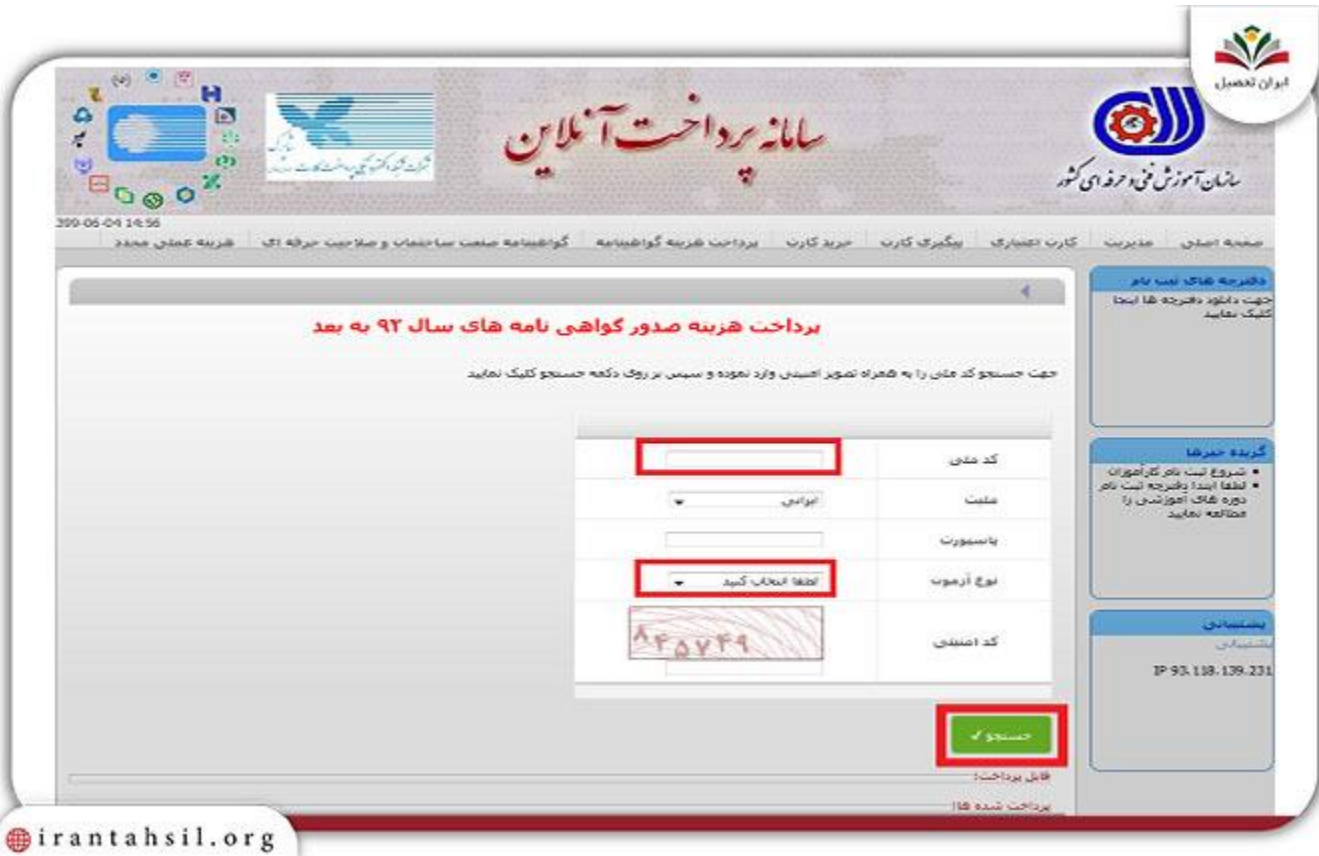 ایران تحصیل
سامانه پرداخت آنلاین
سازمان آموزش فنی و حرفه ای کشور
399-06-04 14:56
صفحه اصلی مدیریت کارت اعتباری پیگیری کارت خرید کارت پرداخت هزینه گواهینامه گواهینامه صنعت ساختمان و صلاحیت حرفه ای هزینه عملی مجدد
دفترچه های ثبت نام
جهت دانلود دفترچه ها اینجا
کلیک نمایید
پرداخت هزینه صدور گواهی نامه های سال ۹۲ به بعد
جهت جستجو کد ملی را به همراه تصویر امنیتی وارد نموده و سپس بر روی دکمه جستجو کلیک نمایید
کد ملی
ملیت ایرانی
پاسپورت
نوع آزمون لطفا انتخاب کنید
کد امنیتی ۸۴۵۷۴۹
جستجو ✓
قابل پرداخت:
پرداخت شده ها:
گزیده خبرها
• شروع ثبت نام کارآموزان
• لطفا ابتدا دفترچه ثبت نام
دوره های آموزشی را
مطالعه نمایید
پشتیبانی
پشتیبانی
IP 93.118.139.231
irantahsil.org